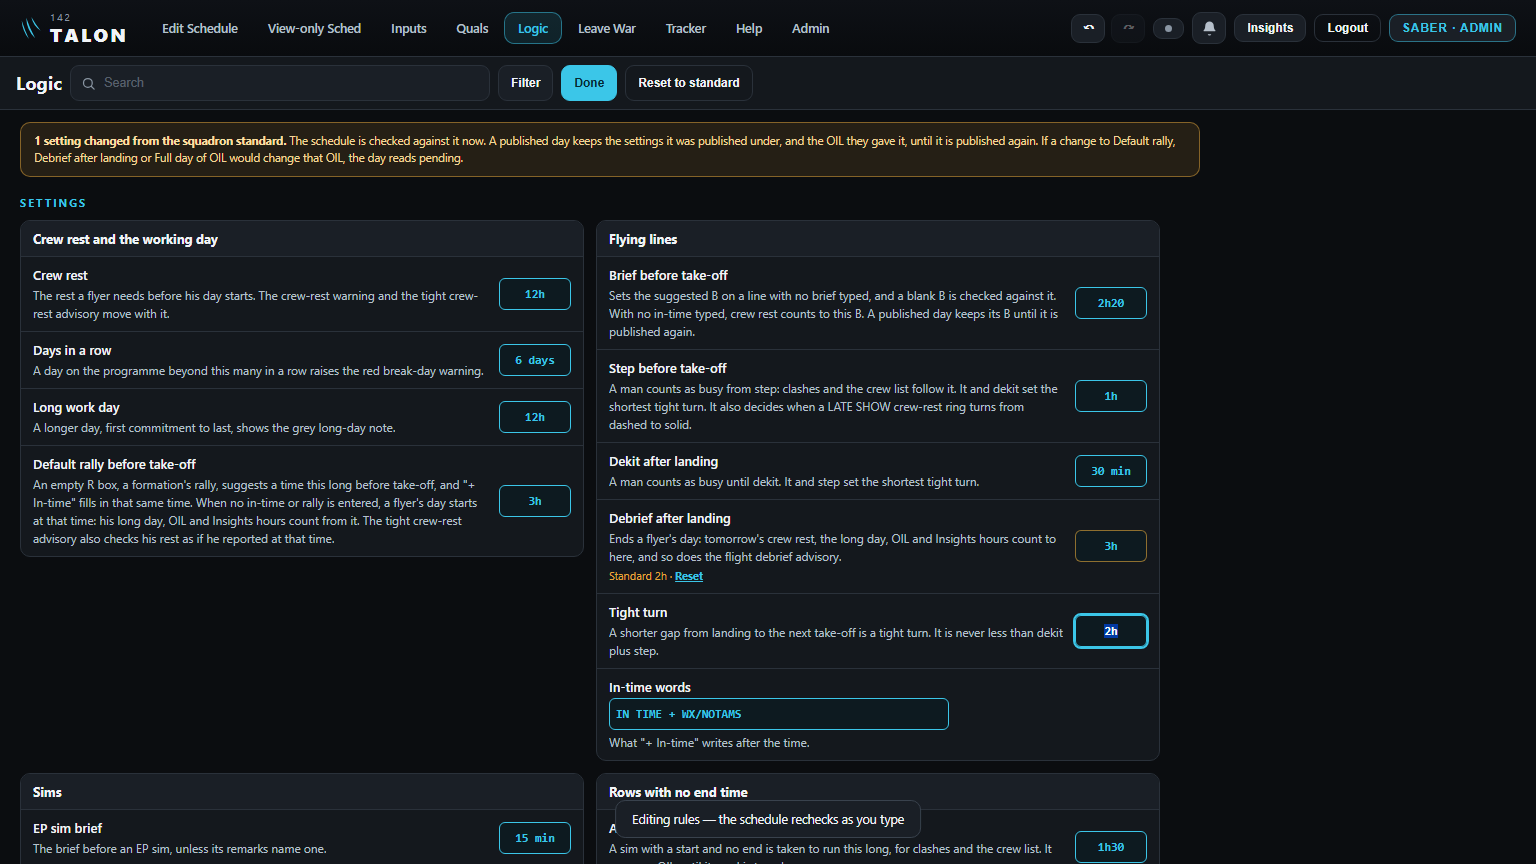 142
TALON
Edit Schedule
View-only Sched
Inputs
Quals
Logic
Leave War
Tracker
Help
Admin
Insights
Logout
SABER · ADMIN
Logic
Search
Filter
Done
Reset to standard
1 setting changed from the squadron standard. The schedule is checked against it now. A published day keeps the settings it was published under, and the OIL they gave it, until it is published again. If a change to Default rally,
Debrief after landing or Full day of OIL would change that OIL, the day reads pending.
SETTINGS
Crew rest and the working day
Crew rest
The rest a flyer needs before his day starts. The crew-rest warning and the tight crew-
rest advisory move with it.
12h
Days in a row
A day on the programme beyond this many in a row raises the red break-day warning.
6 days
Long work day
A longer day, first commitment to last, shows the grey long-day note.
12h
Default rally before take-off
An empty R box, a formation's rally, suggests a time this long before take-off, and "+
In-time" fills in that same time. When no in-time or rally is entered, a flyer's day starts
at that time: his long day, OIL and Insights hours count from it. The tight crew-rest
advisory also checks his rest as if he reported at that time.
3h
Flying lines
Brief before take-off
Sets the suggested B on a line with no brief typed, and a blank B is checked against it.
With no in-time typed, crew rest counts to this B. A published day keeps its B until it is
published again.
2h20
Step before take-off
A man counts as busy from step: clashes and the crew list follow it. It and dekit set the
shortest tight turn. It also decides when a LATE SHOW crew-rest ring turns from
dashed to solid.
1h
Dekit after landing
A man counts as busy until dekit. It and step set the shortest tight turn.
30 min
Debrief after landing
Ends a flyer's day: tomorrow's crew rest, the long day, OIL and Insights hours count to
here, and so does the flight debrief advisory.
Standard 2h · Reset
3h
Tight turn
A shorter gap from landing to the next take-off is a tight turn. It is never less than dekit
plus step.
2h
In-time words
IN TIME + WX/NOTAMS
What "+ In-time" writes after the time.
Sims
EP sim brief
The brief before an EP sim, unless its remarks name one.
15 min
Rows with no end time
A sim with a start and no end is taken to run this long, for clashes and the crew list. It
1h30
Editing rules — the schedule rechecks as you type